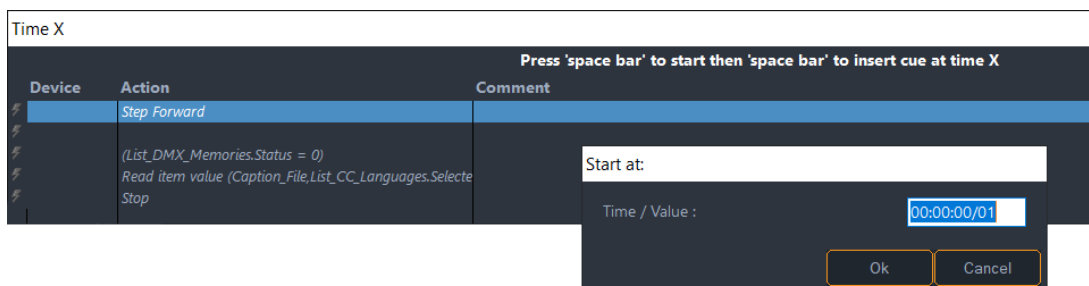 Time X
Press 'space bar' to start then 'space bar' to insert cue at time X
Device Action Comment
Step Forward
(List_DMX_Memories.Status = 0)
Read item value (Caption_File,List_CC_Languages.Selecte
Stop
Start at:
Time / Value :
00:00:00/01
Ok Cancel